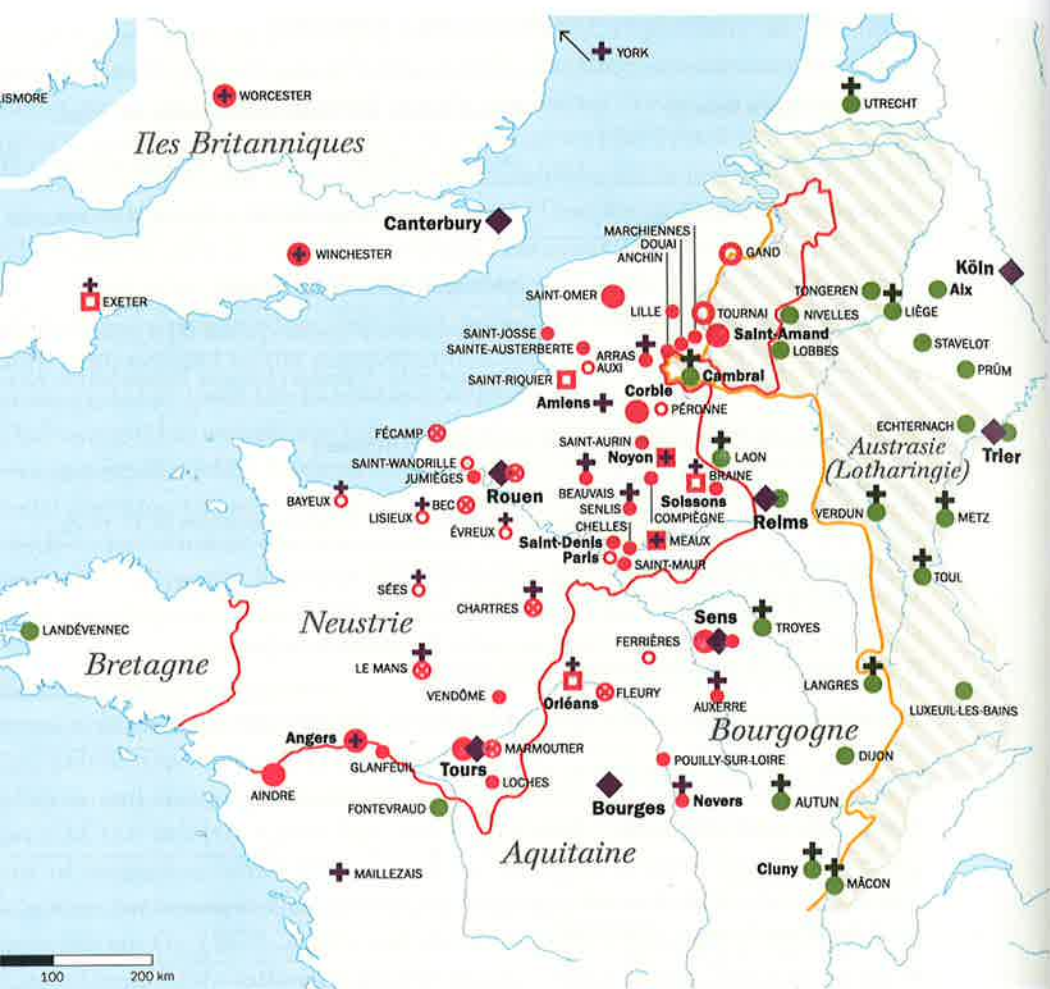 YORK
ISMORE
WORCESTER
UTRECHT
Iles Britanniques
Canterbury
MARCHIENNES
DOUAI
ANCHIN
GAND
WINCHESTER
Köln
EXETER
SAINT-OMER
TONGEREN
Aix
LILLE
TOURNAI
NIVELLES
LIÈGE
SAINT-JOSSE
Saint-Amand
SAINTE-AUSTERBERTE
ARRAS
LOBBES
STAVELOT
AUXI
SAINT-RIQUIER
Cambral
PRÜM
Corbie
Amiens
PÉRONNE
FÉCAMP
ECHTERNACH
SAINT-AURIN
Austrasie
(Lotharingie)
Trier
Noyon
LAON
SAINT-WANDRILLE
JUMIÈGES
BRAINE
Rouen
BEAUVAIS
Soissons
BAYEUX
BEC
SENLIS
COMPIÈGNE
Reims
VERDUN
METZ
LISIEUX
CHELLES
ÉVREUX
Saint-Denis
MEAUX
Paris
SAINT-MAUR
TOUL
SÉES
CHARTRES
Neustrie
Sens
LANDÉVENNEC
TROYES
FERRIÈRES
Bretagne
LE MANS
LANGRES
VENDÔME
Orléans
FLEURY
AUXERRE
LUXEUIL-LES-BAINS
Bourgogne
Angers
MARMOUTIER
DIJON
GLANFEUIL
Tours
POUILLY-SUR-LOIRE
LOCHES
AINDRE
FONTEVRAUD
Bourges
Nevers
AUTUN
Aquitaine
MAILLEZAIS
Cluny
MÂCON
100
200 km